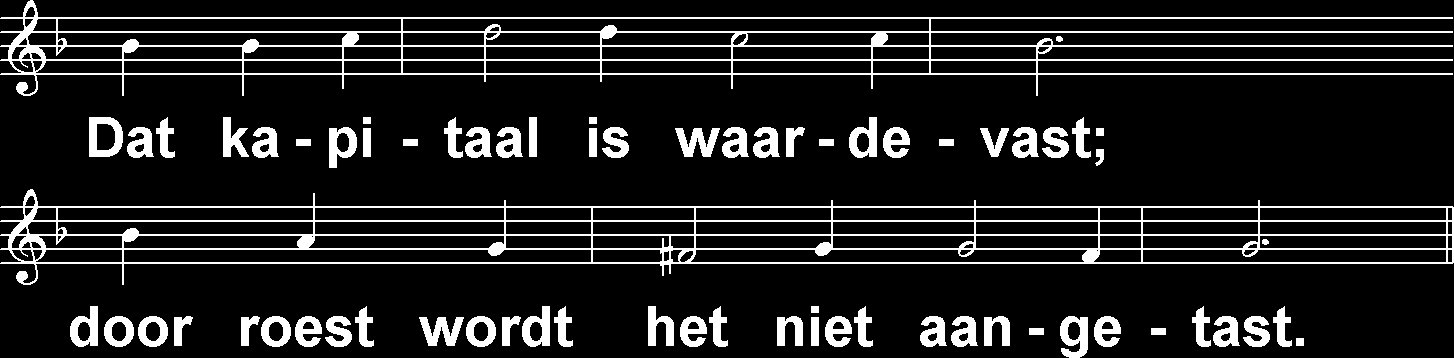 Dat ka - pi - taal is waar - de - vast;
door roest wordt het niet aan - ge - tast.